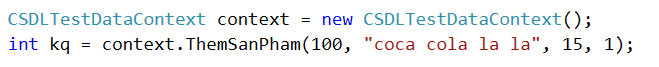 CSDLTestDataContext context = new CSDLTestDataContext();
int kq = context.ThemSanPham(100, "coca cola la la", 15, 1);